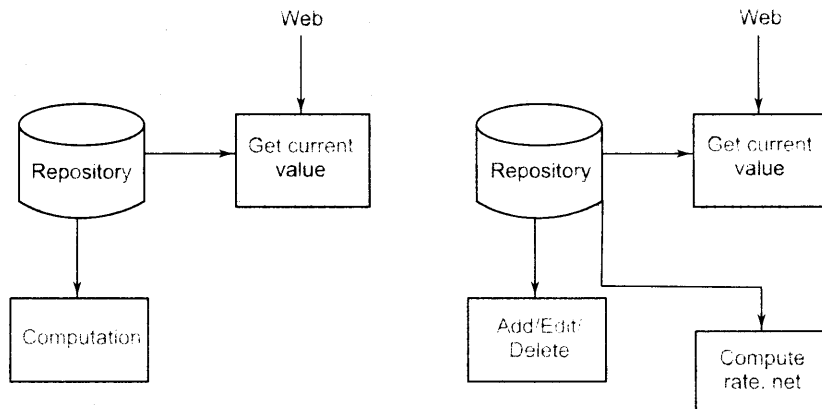 Web
Repository
Get current
value
Computation
Web
Repository
Get current
value
Add/Edit/
Delete
Compute
rate, net